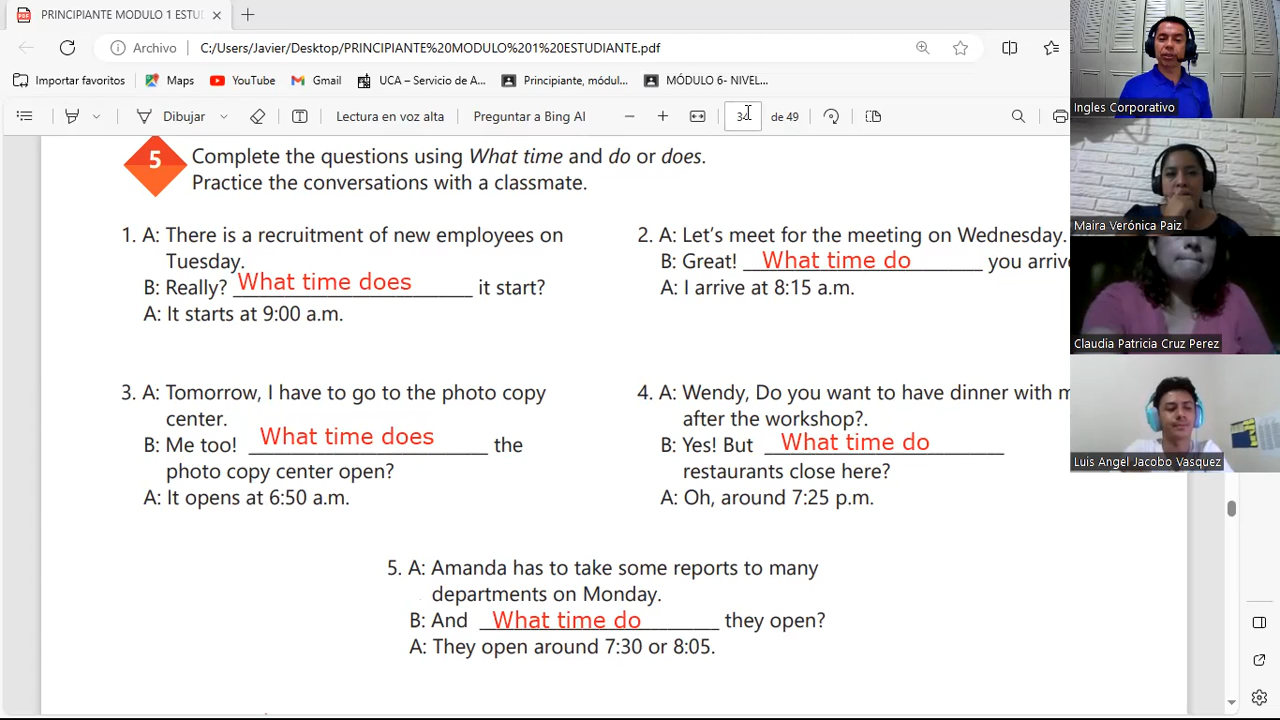 PRINCIPIANTE MODULO 1 ESTU
Archivo C:/Users/Javier/Desktop/PRINCIPIANTE%20MODULO%201%20ESTUDIANTE.pdf
Importar favoritos Maps YouTube Gmail UCA – Servicio de A... Principiante, módul... MÓDULO 6- NIVEL...
Dibujar Lectura en voz alta Preguntar a Bing AI 34 de 49
5 Complete the questions using What time and do or does.
Practice the conversations with a classmate.
1. A: There is a recruitment of new employees on
Tuesday.
B: Really? What time does it start?
A: It starts at 9:00 a.m.
2. A: Let's meet for the meeting on Wednesday.
B: Great! What time do you arrive
A: I arrive at 8:15 a.m.
3. A: Tomorrow, I have to go to the photo copy
center.
B: Me too! What time does the
photo copy center open?
A: It opens at 6:50 a.m.
4. A: Wendy, Do you want to have dinner with m
after the workshop?.
B: Yes! But What time do
restaurants close here?
A: Oh, around 7:25 p.m.
5. A: Amanda has to take some reports to many
departments on Monday.
B: And What time do they open?
A: They open around 7:30 or 8:05.
Ingles Corporativo
Maira Verónica Paiz
Claudia Patricia Cruz Perez
Luis Angel Jacobo Vasquez